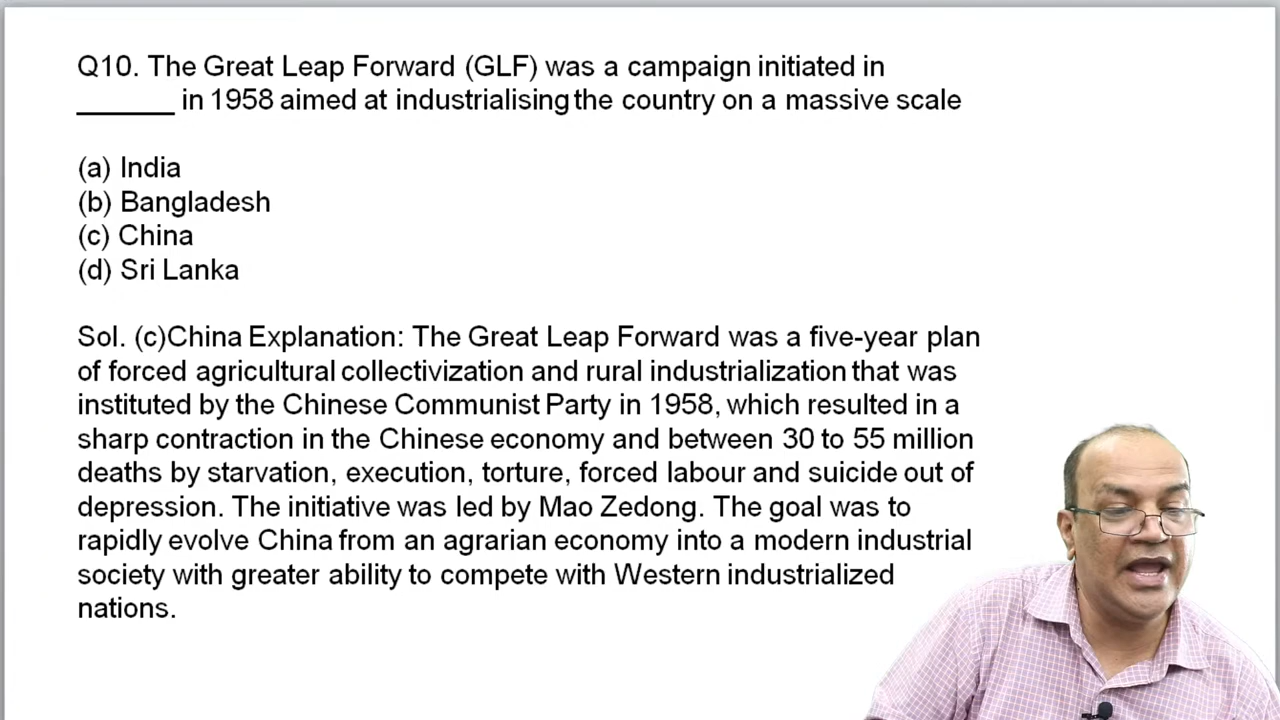 Q10. The Great Leap Forward (GLF) was a campaign initiated in
_______ in 1958 aimed at industrialising the country on a massive scale
(a) India
(b) Bangladesh
(c) China
(d) Sri Lanka
Sol. (c)China Explanation: The Great Leap Forward was a five-year plan
of forced agricultural collectivization and rural industrialization that was
instituted by the Chinese Communist Party in 1958, which resulted in a
sharp contraction in the Chinese economy and between 30 to 55 million
deaths by starvation, execution, torture, forced labour and suicide out of
depression. The initiative was led by Mao Zedong. The goal was to
rapidly evolve China from an agrarian economy into a modern industrial
society with greater ability to compete with Western industrialized
nations.